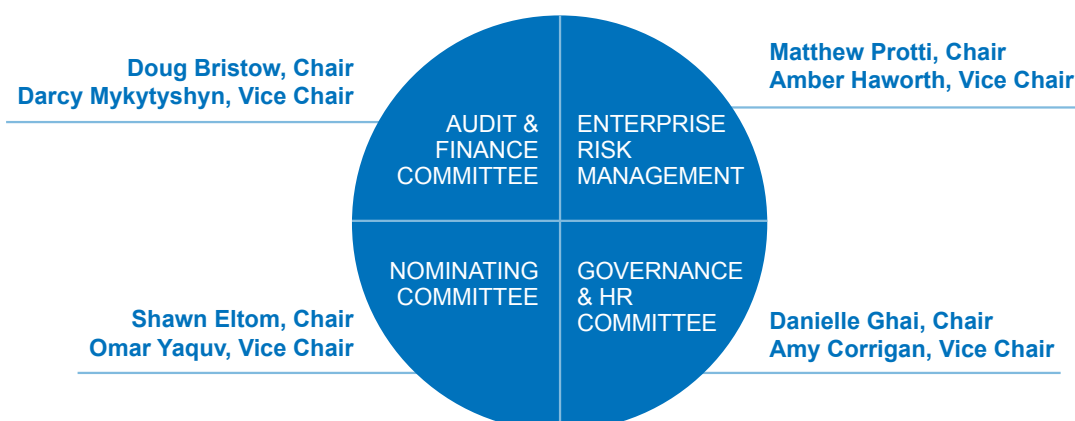 Doug Bristow, Chair
Darcy Mykytyshyn, Vice Chair
AUDIT &
FINANCE
COMMITTEE
Matthew Protti, Chair
Amber Haworth, Vice Chair
ENTERPRISE
RISK
MANAGEMENT
NOMINATING
COMMITTEE
Shawn Eltom, Chair
Omar Yaquv, Vice Chair
GOVERNANCE
& HR
COMMITTEE
Danielle Ghai, Chair
Amy Corrigan, Vice Chair